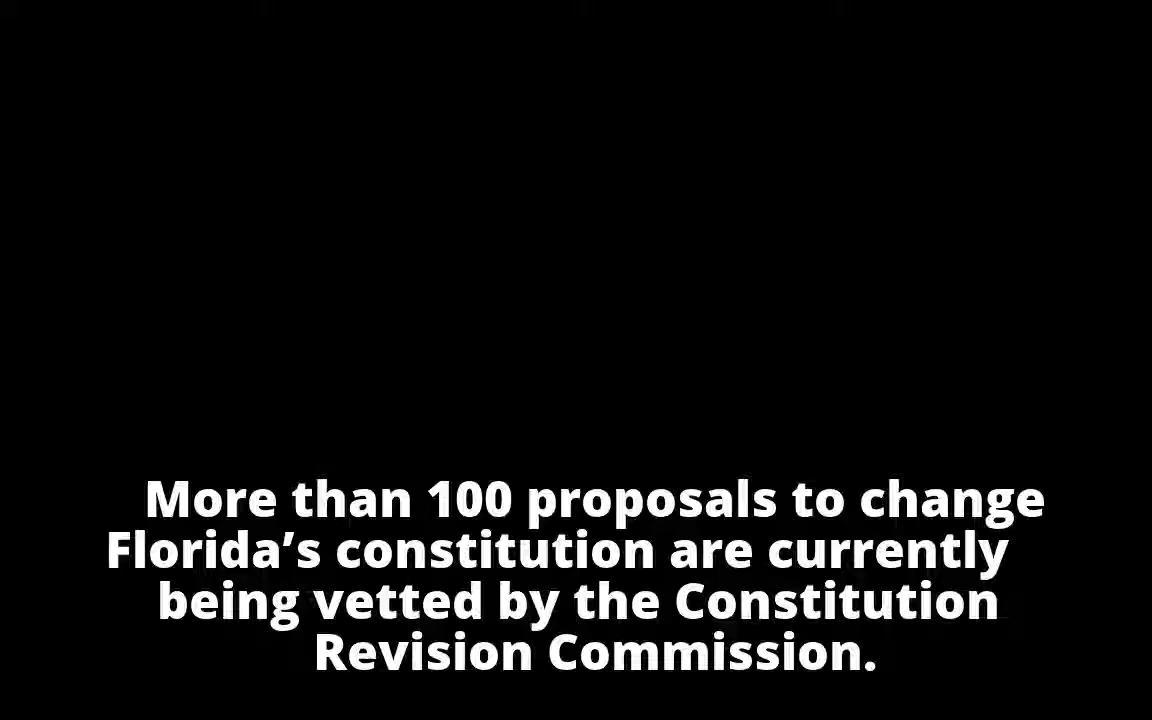 More than 100 proposals to change
Florida’s constitution are currently
being vetted by the Constitution
Revision Commission.